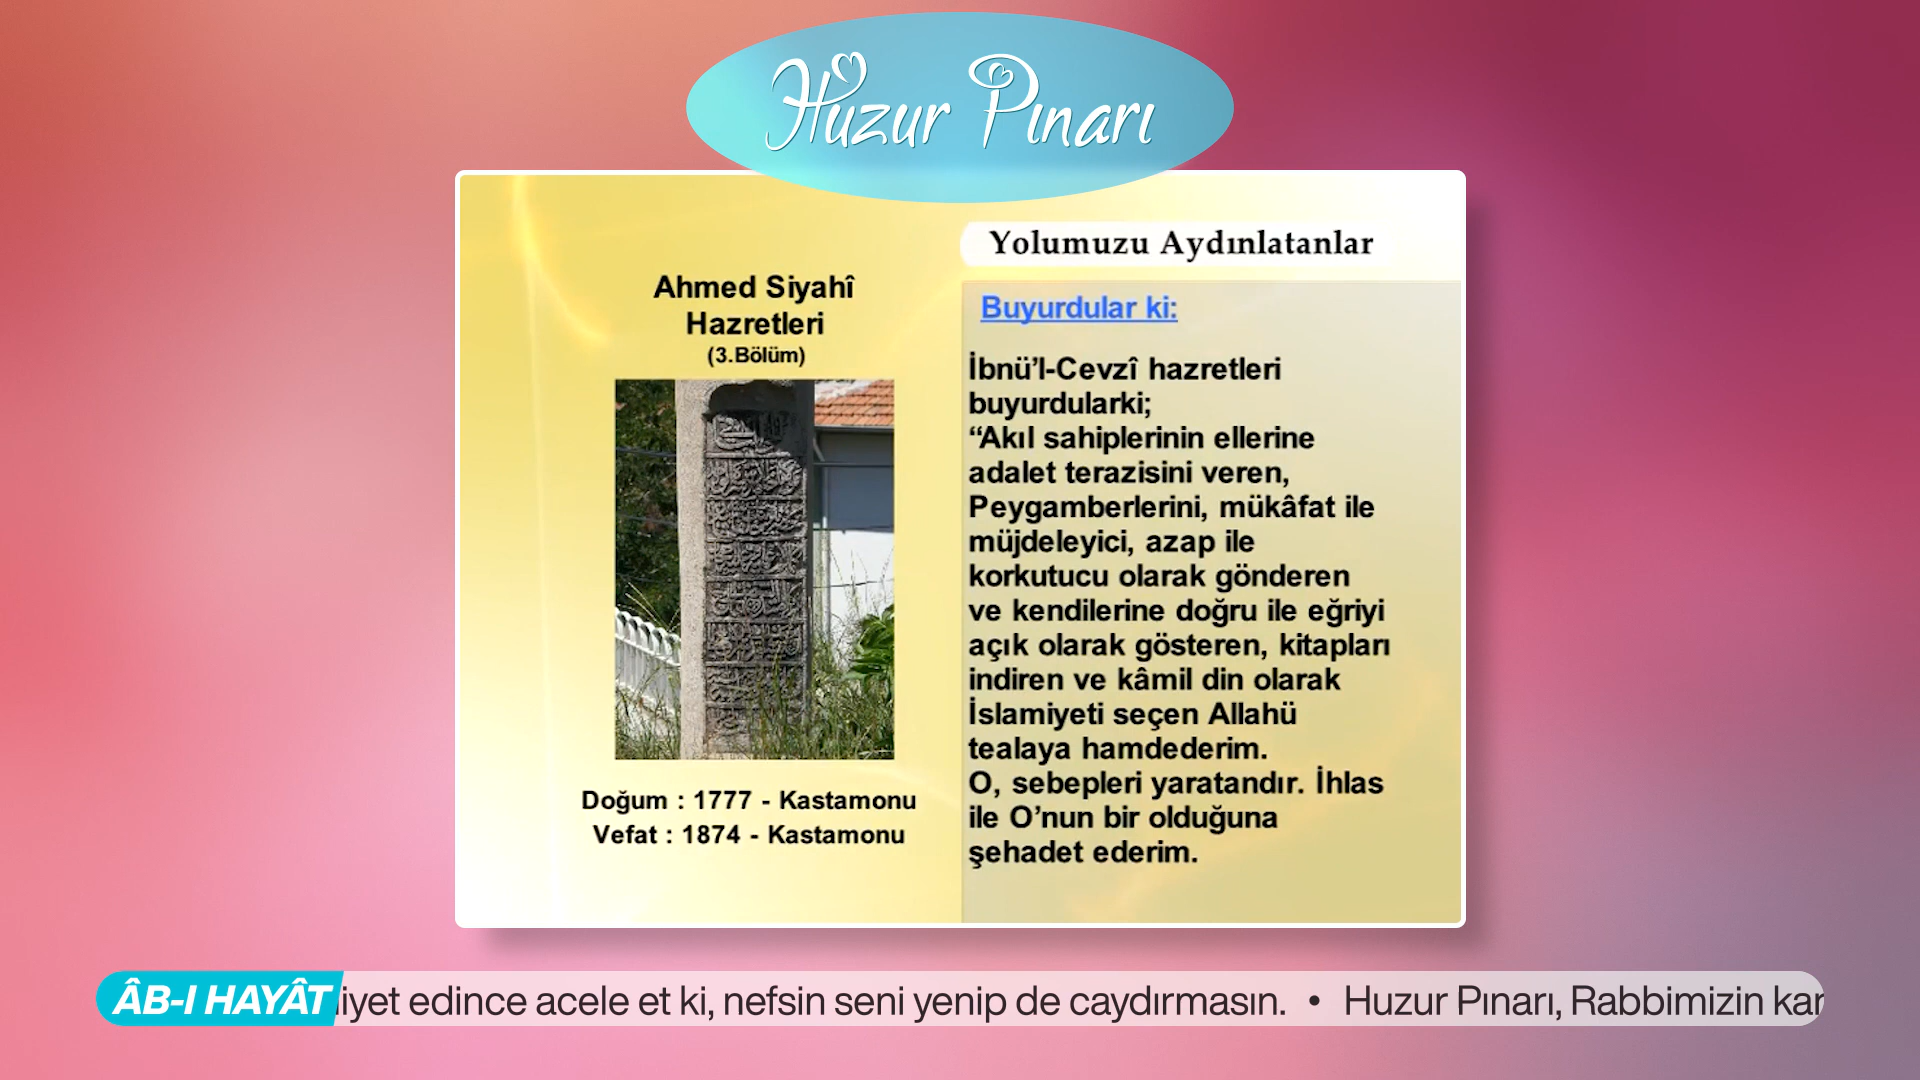 Huzur Pınarı
Yolumuzu Aydınlatanlar
Ahmed Siyahî
Hazretleri
(3.Bölüm)
Doğum : 1777 - Kastamonu
Vefat : 1874 - Kastamonu
Buyurdular ki:
İbnü’l-Cevzî hazretleri
buyurdularki;
“Akıl sahiplerinin ellerine
adalet terazisini veren,
Peygamberlerini, mükâfat ile
müjdeleyici, azap ile
korkutucu olarak gönderen
ve kendilerine doğru ile eğriyi
açık olarak gösteren, kitapları
indiren ve kâmil din olarak
İslamiyeti seçen Allahü
tealaya hamdederim.
O, sebepleri yaratandır. İhlas
ile O’nun bir olduğuna
şehadet ederim.
ÂB-I HAYÂT
edince acele et ki, nefsin seni yenip de caydırmasın. • Huzur Pınarı, Rabbimizin